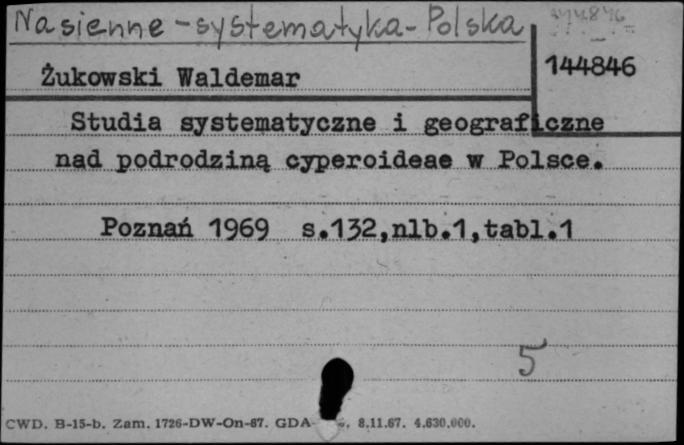 Nasienne - systematyka - Polska
Żukowski Waldemar
144846
Studia systematyczne i geograficzne
nad podrodziną cyperoideae w Polsce.
Poznań 1969 s.132,nlb.1,tabl.1
5
CWD. B-15-b. Zam. 1726-DW-On-67. GDA 8.11.67. 4.630.000.